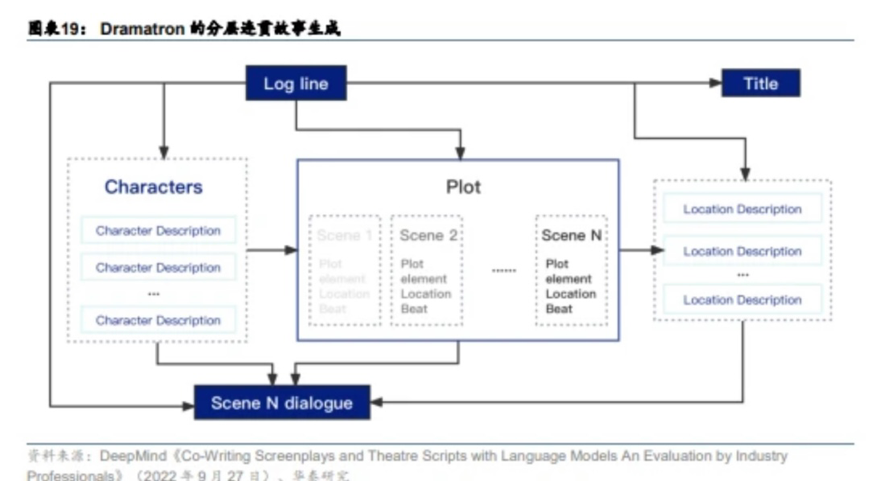 图表19： Dramatron 的分层连贯故事生成
Log line
Title
Characters
Character Description
Character Description
...
Character Description
Plot
Scene 1
Plot
element
Location
Beat
Scene 2
Plot
element
Location
Beat
......
Scene N
Plot
element
Location
Beat
Location Description
Location Description
...
Location Description
Scene N dialogue
资料来源：DeepMind《Co-Writing Screenplays and Theatre Scripts with Language Models An Evaluation by Industry
Professionals》（2022 年 9 月 27 日）、华泰研究